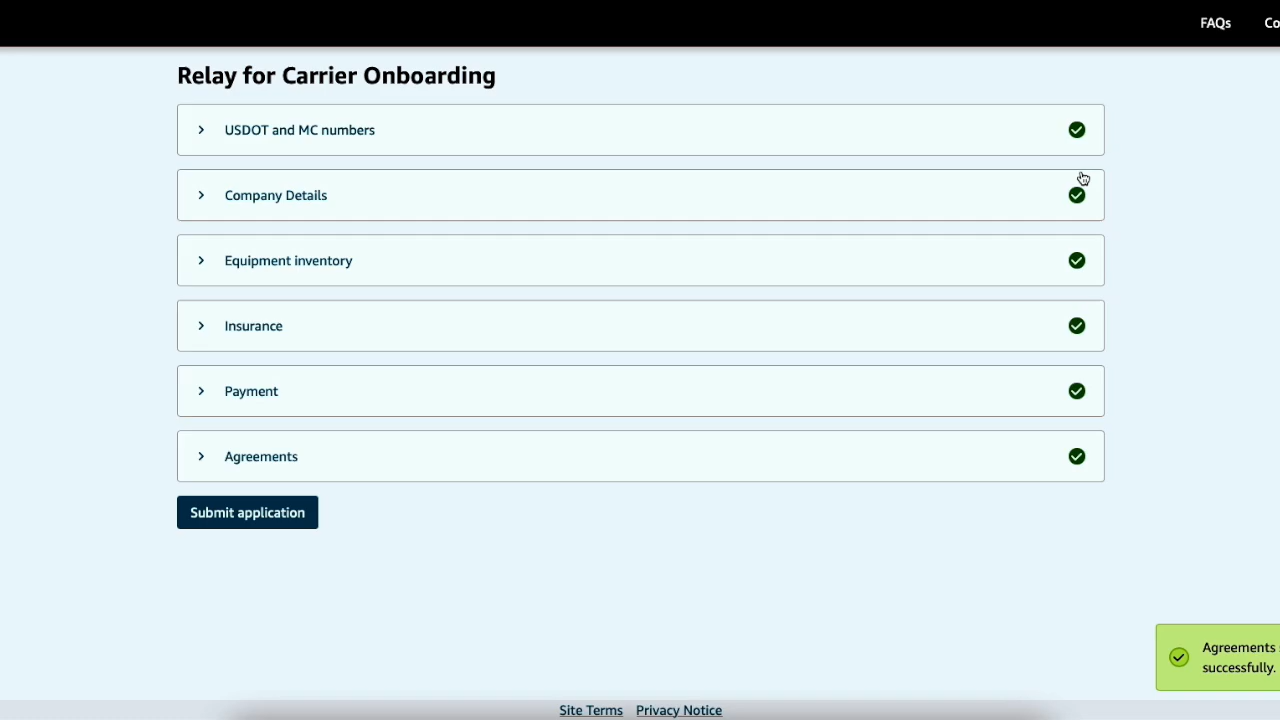 FAQs
Relay for Carrier Onboarding
USDOT and MC numbers
Company Details
Equipment inventory
Insurance
Payment
Agreements
Submit application
Agreements
successfully.
Site Terms Privacy Notice